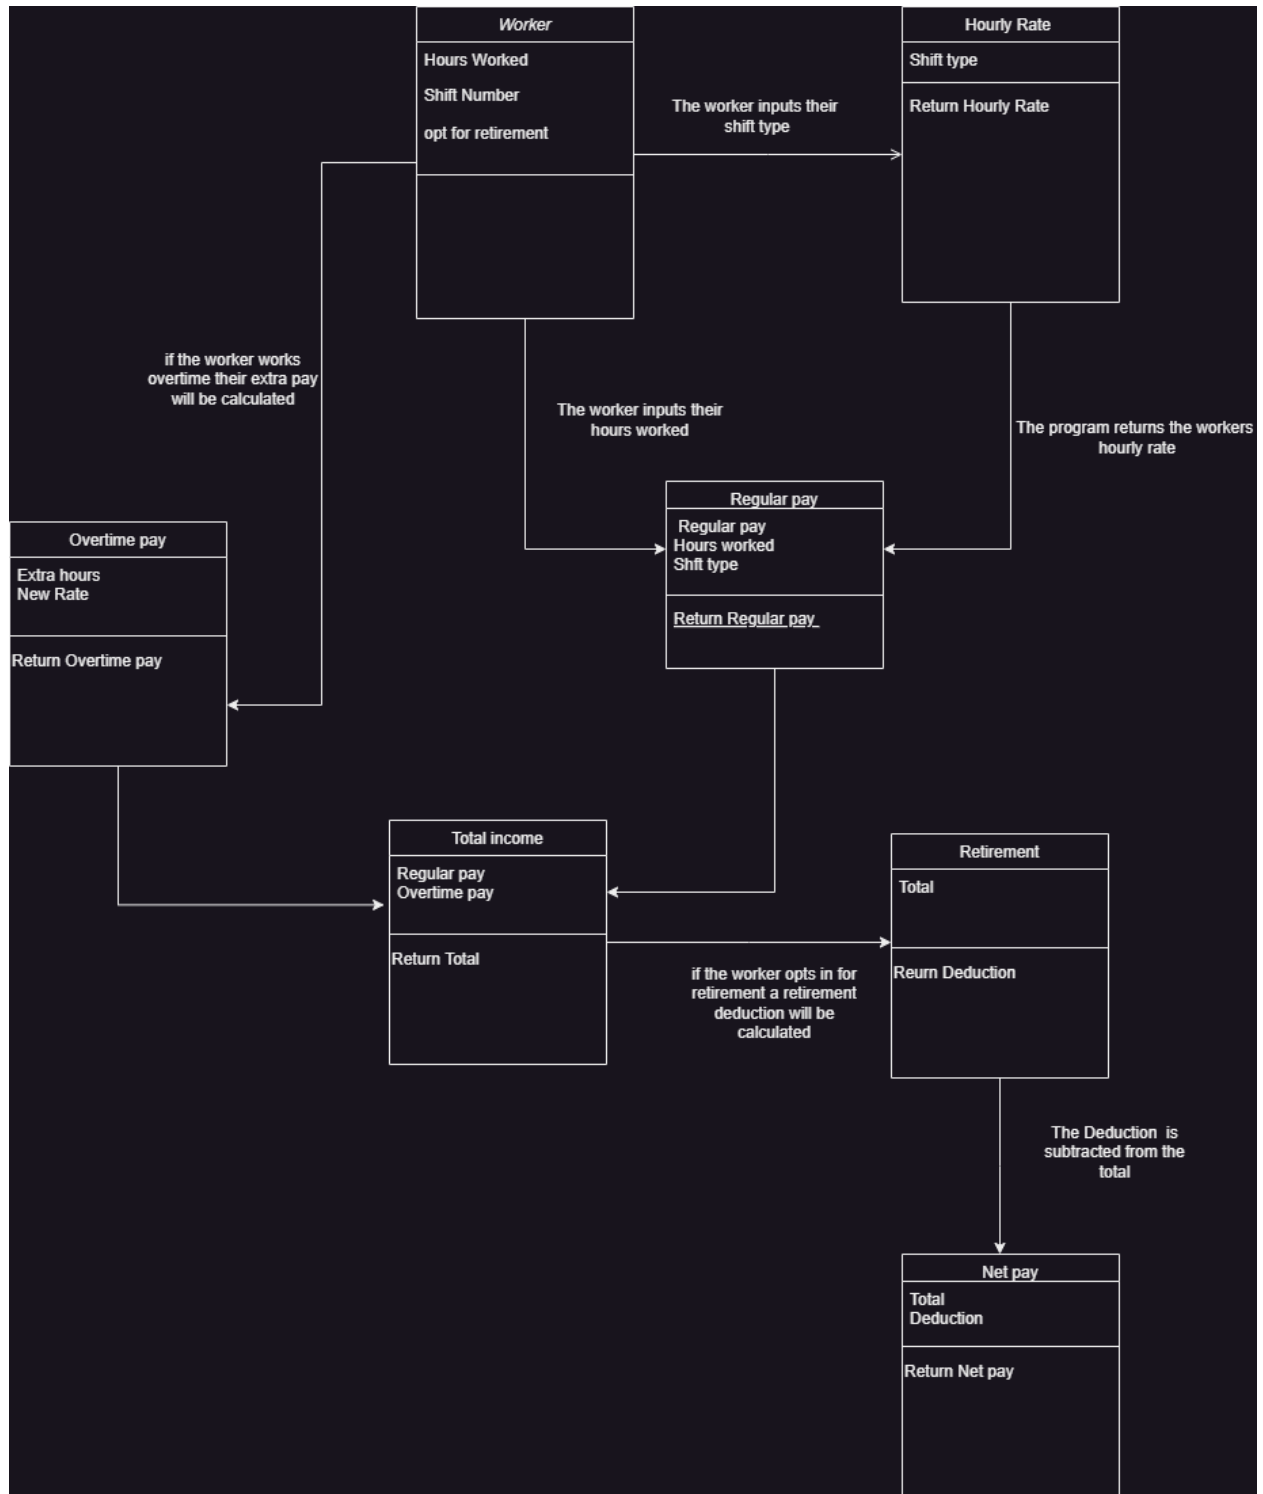 Worker
Hours Worked
Shift Number
opt for retirement
Hourly Rate
Shift type
Return Hourly Rate
The worker inputs their
shift type
if the worker works
overtime their extra pay
will be calculated
The worker inputs their
hours worked
The program returns the workers
hourly rate
Regular pay
Regular pay
Hours worked
Shft type
Return Regular pay
Overtime pay
Extra hours
New Rate
Return Overtime pay
Total income
Regular pay
Overtime pay
Return Total
if the worker opts in for
retirement a retirement
deduction will be
calculated
Retirement
Total
Reurn Deduction
The Deduction is
subtracted from the
total
Net pay
Total
Deduction
Return Net pay